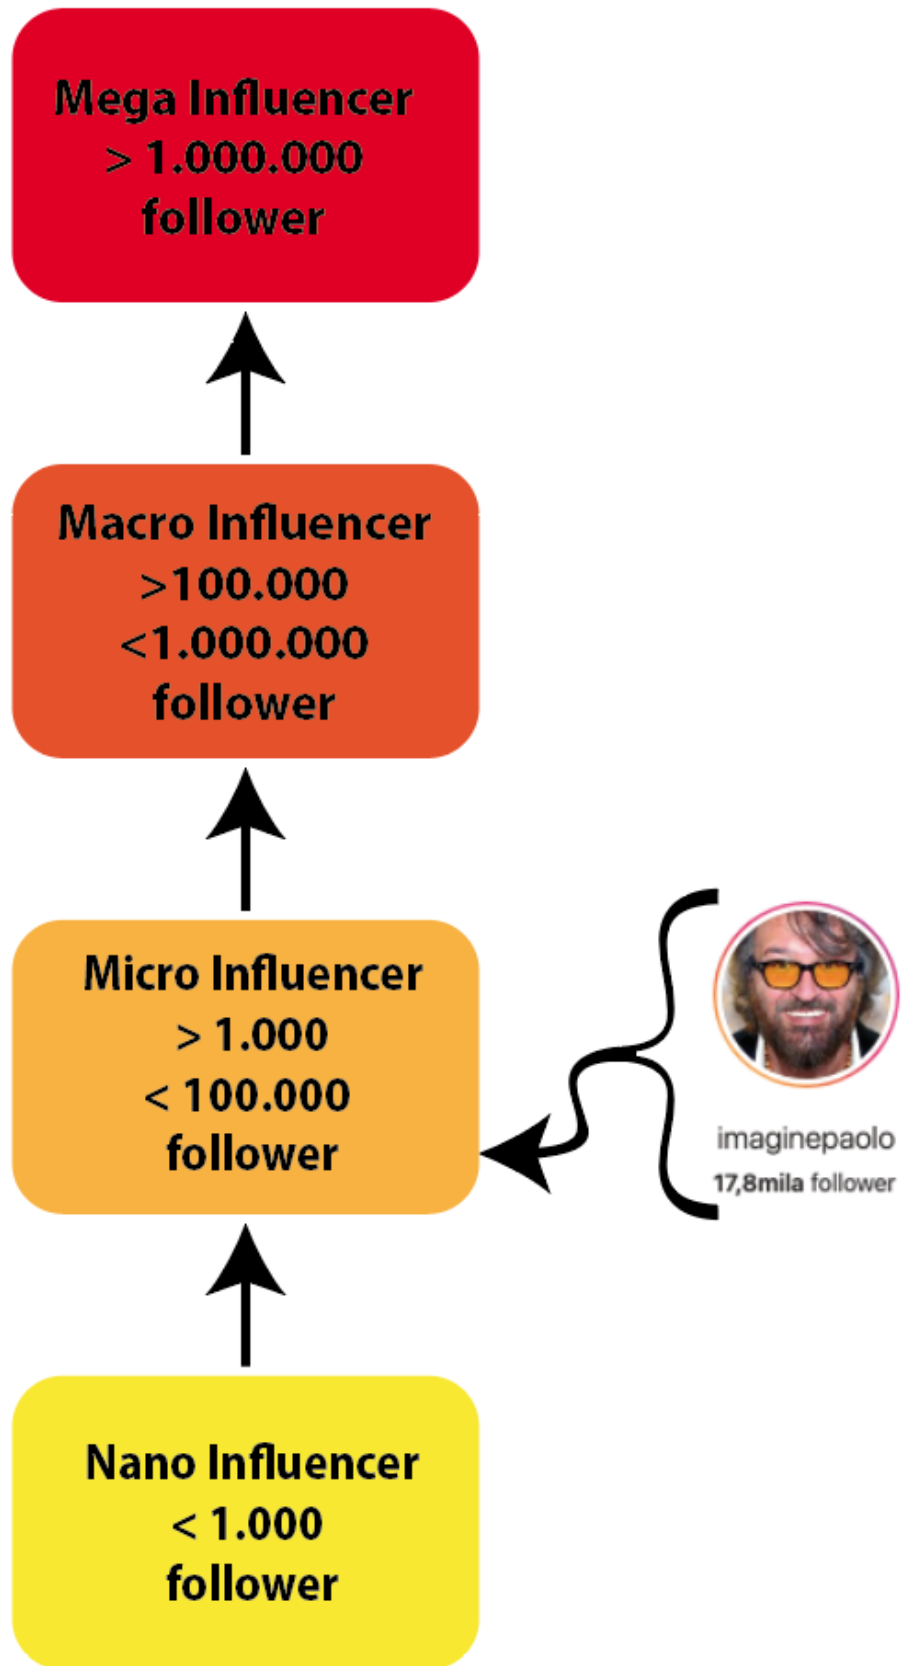 Mega Influencer
> 1.000.000
follower
Macro Influencer
>100.000
<1.000.000
follower
Micro Influencer
> 1.000
< 100.000
follower
imaginepaolo
17,8mila follower
Nano Influencer
< 1.000
follower